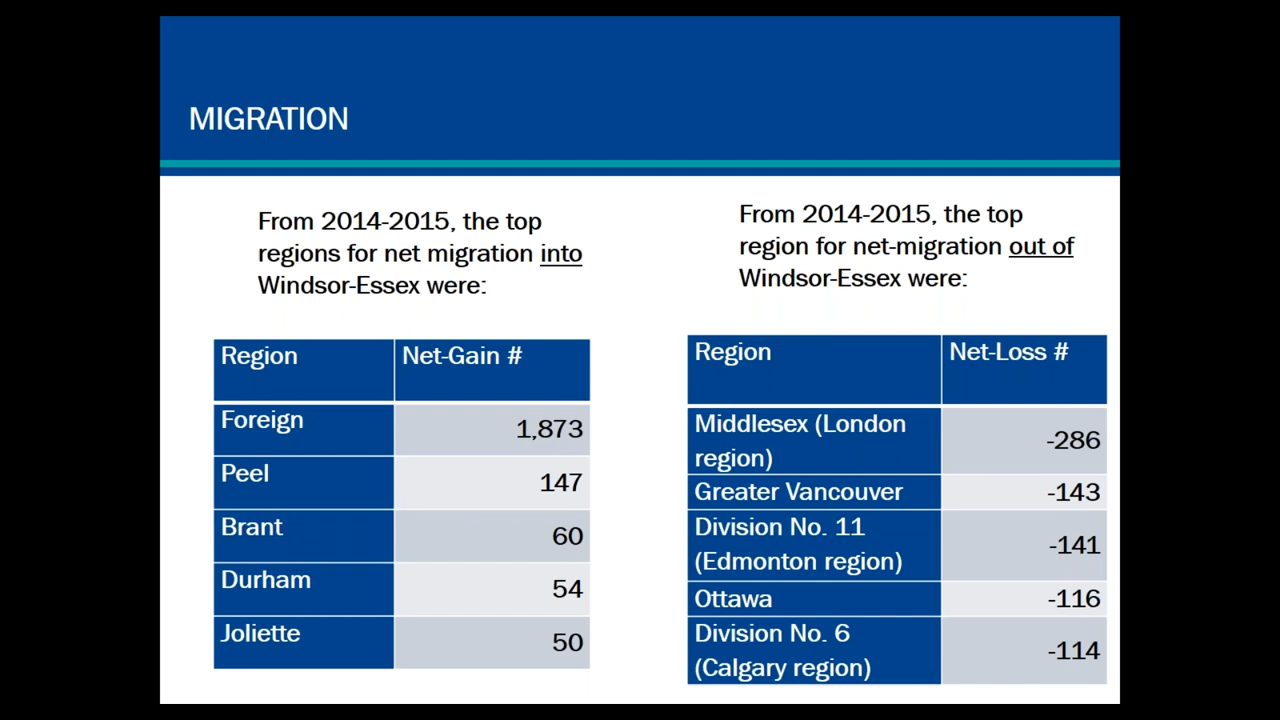 MIGRATION
From 2014-2015, the top
regions for net migration into
Windsor-Essex were:
Region Net-Gain #
Foreign 1,873
Peel 147
Brant 60
Durham 54
Joliette 50
From 2014-2015, the top
region for net-migration out of
Windsor-Essex were:
Region Net-Loss #
Middlesex (London
region) -286
Greater Vancouver -143
Division No. 11
(Edmonton region) -141
Ottawa -116
Division No. 6
(Calgary region) -114